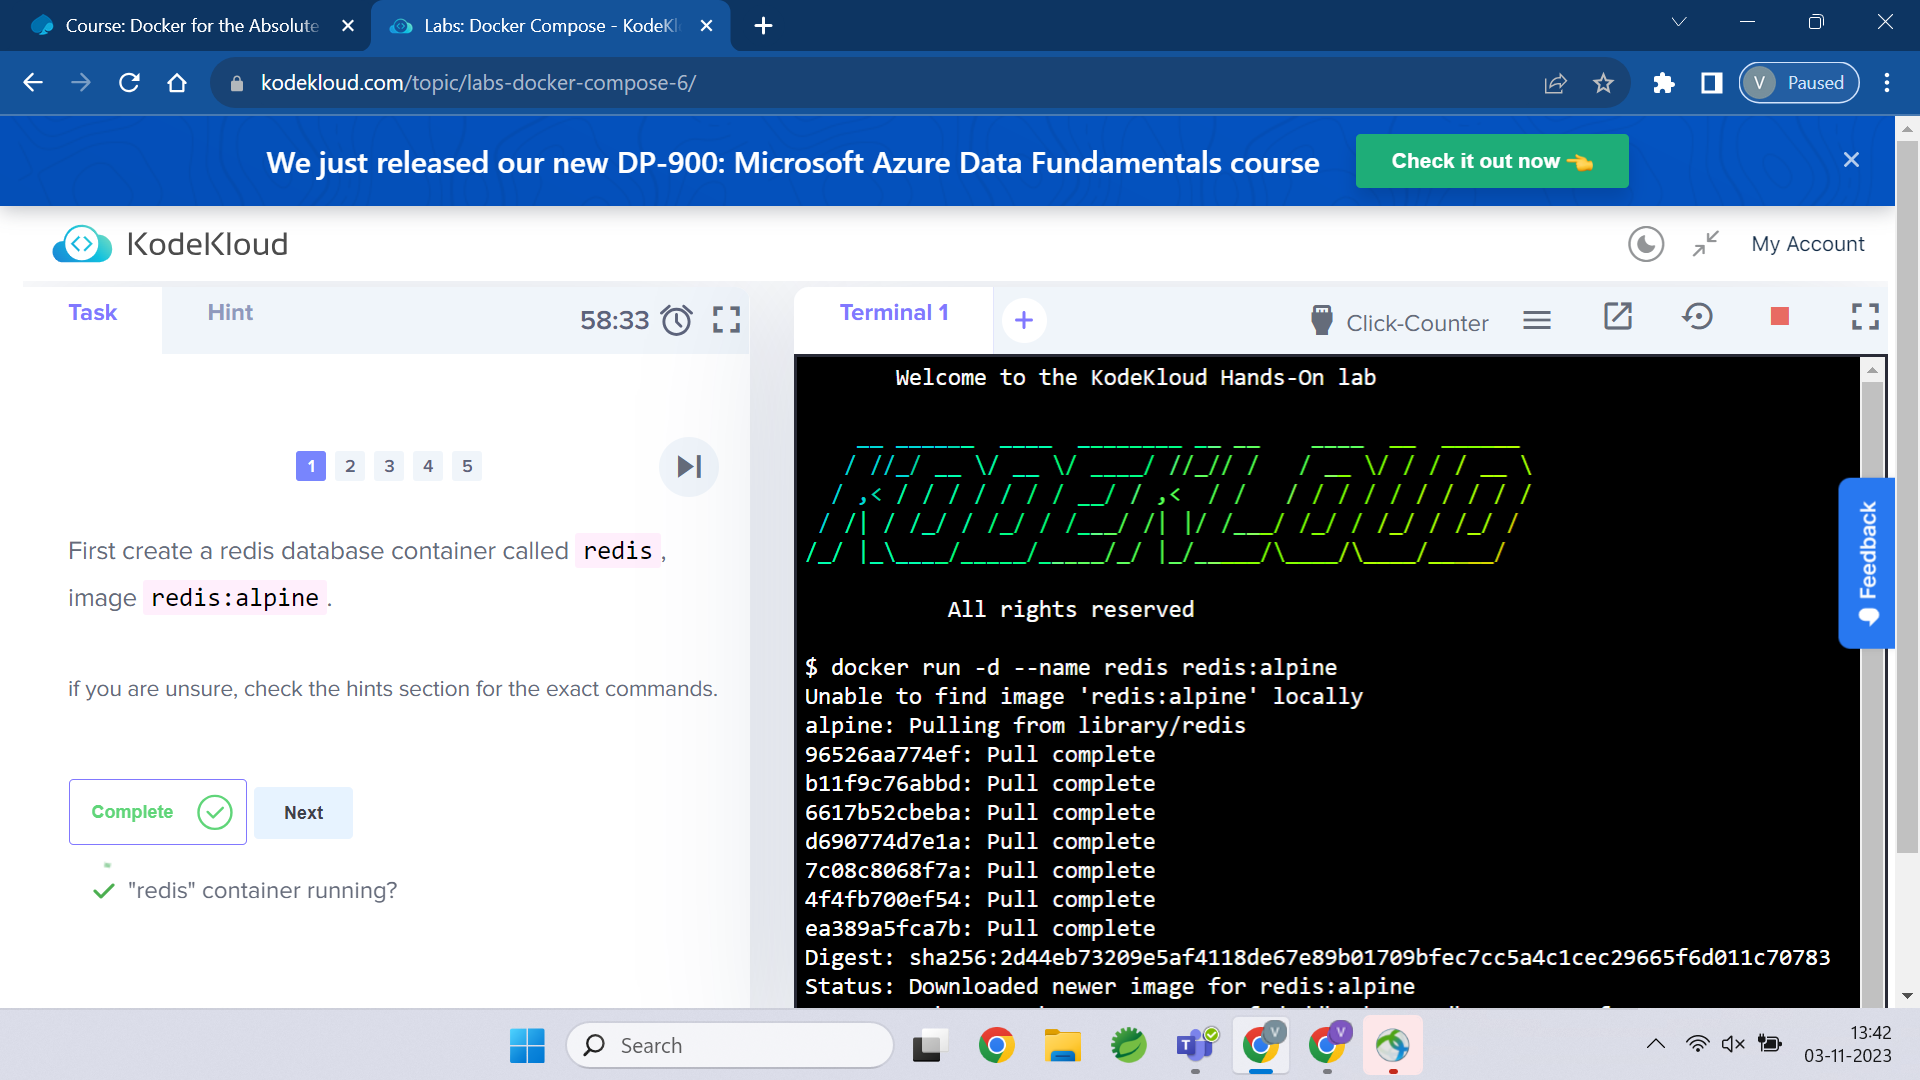 Course: Docker for the Absolute
Labs: Docker Compose - KodeKl
kodekloud.com/topic/labs-docker-compose-6/
V Paused
We just released our new DP-900: Microsoft Azure Data Fundamentals course
Check it out now
KodeKloud
My Account
Task
Hint
58:33
Terminal 1
Click-Counter
1 2 3 4 5
First create a redis database container called redis,
image redis:alpine.
if you are unsure, check the hints section for the exact commands.
Complete
Next
"redis" container running?
Welcome to the KodeKloud Hands-On lab
KODEKLOUD
All rights reserved
$ docker run -d --name redis redis:alpine
Unable to find image 'redis:alpine' locally
alpine: Pulling from library/redis
96526aa774ef: Pull complete
b11f9c76abbd: Pull complete
6617b52cbeba: Pull complete
d690774d7e1a: Pull complete
7c08c8068f7a: Pull complete
4f4fb700ef54: Pull complete
ea389a5fca7b: Pull complete
Digest: sha256:2d44eb73209e5af4118de67e89b01709bfec7cc5a4c1cec29665f6d011c70783
Status: Downloaded newer image for redis:alpine
Feedback
Search
T
V
V
13:42
03-11-2023